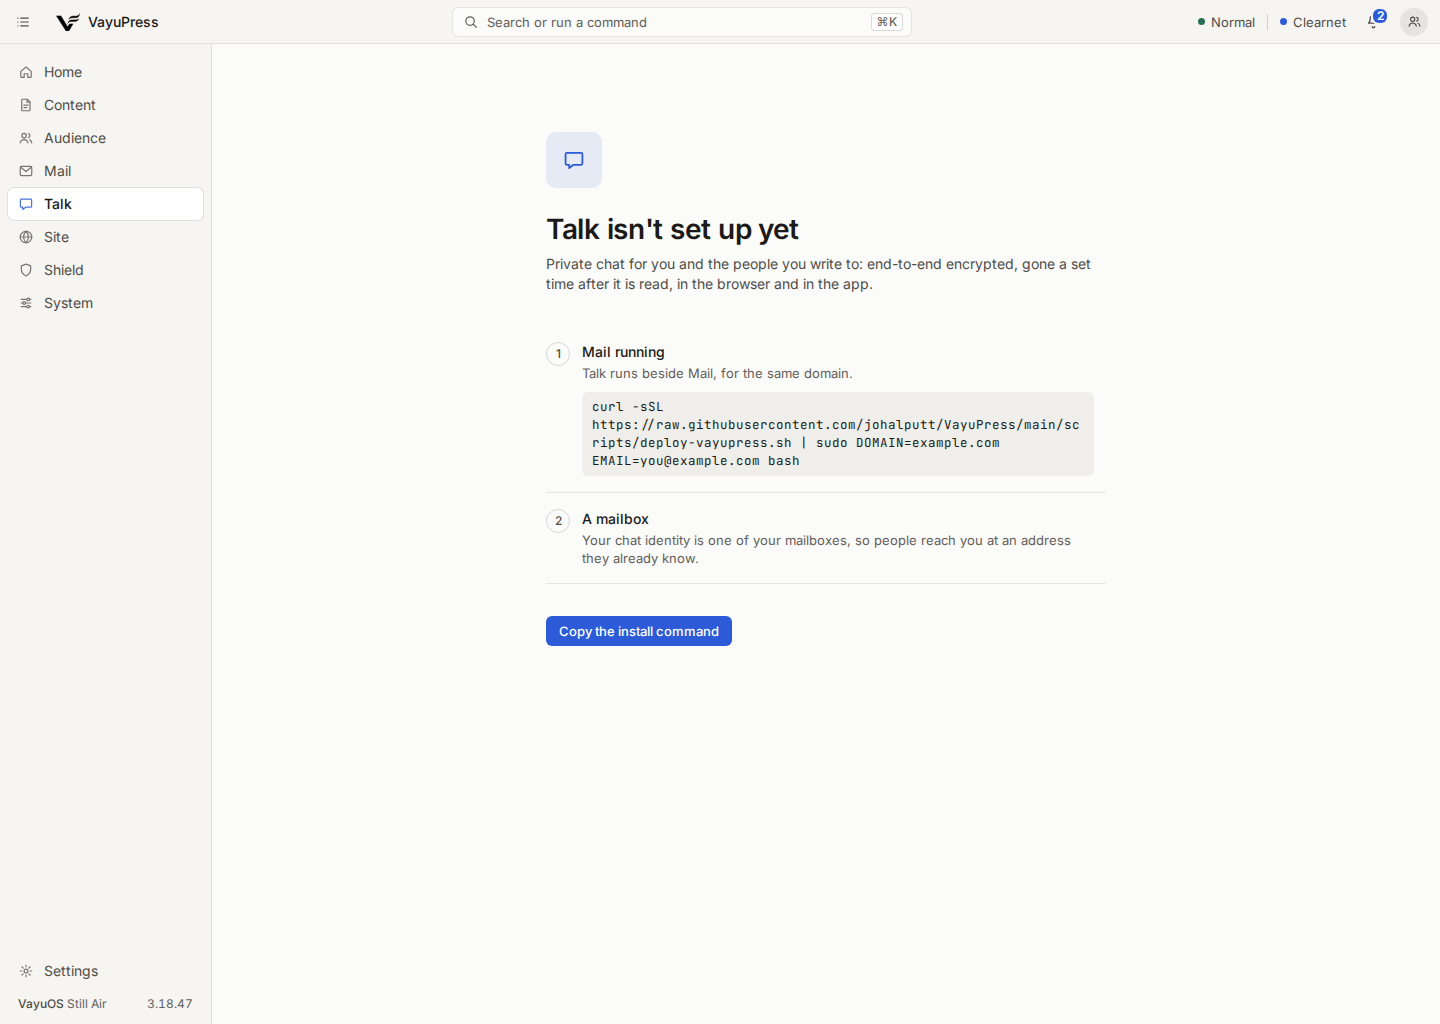 VayuPress
Search or run a command
⌘K
Normal
Clearnet
2
Home
Content
Audience
Mail
Talk
Site
Shield
System
Talk isn't set up yet
Private chat for you and the people you write to: end-to-end encrypted, gone a set
time after it is read, in the browser and in the app.
1
Mail running
Talk runs beside Mail, for the same domain.
curl -sSL
https://raw.githubusercontent.com/johalputt/VayuPress/main/sc
ripts/deploy-vayupress.sh | sudo DOMAIN=example.com
EMAIL=you@example.com bash
2
A mailbox
Your chat identity is one of your mailboxes, so people reach you at an address
they already know.
Copy the install command
Settings
VayuOS Still Air
3.18.47